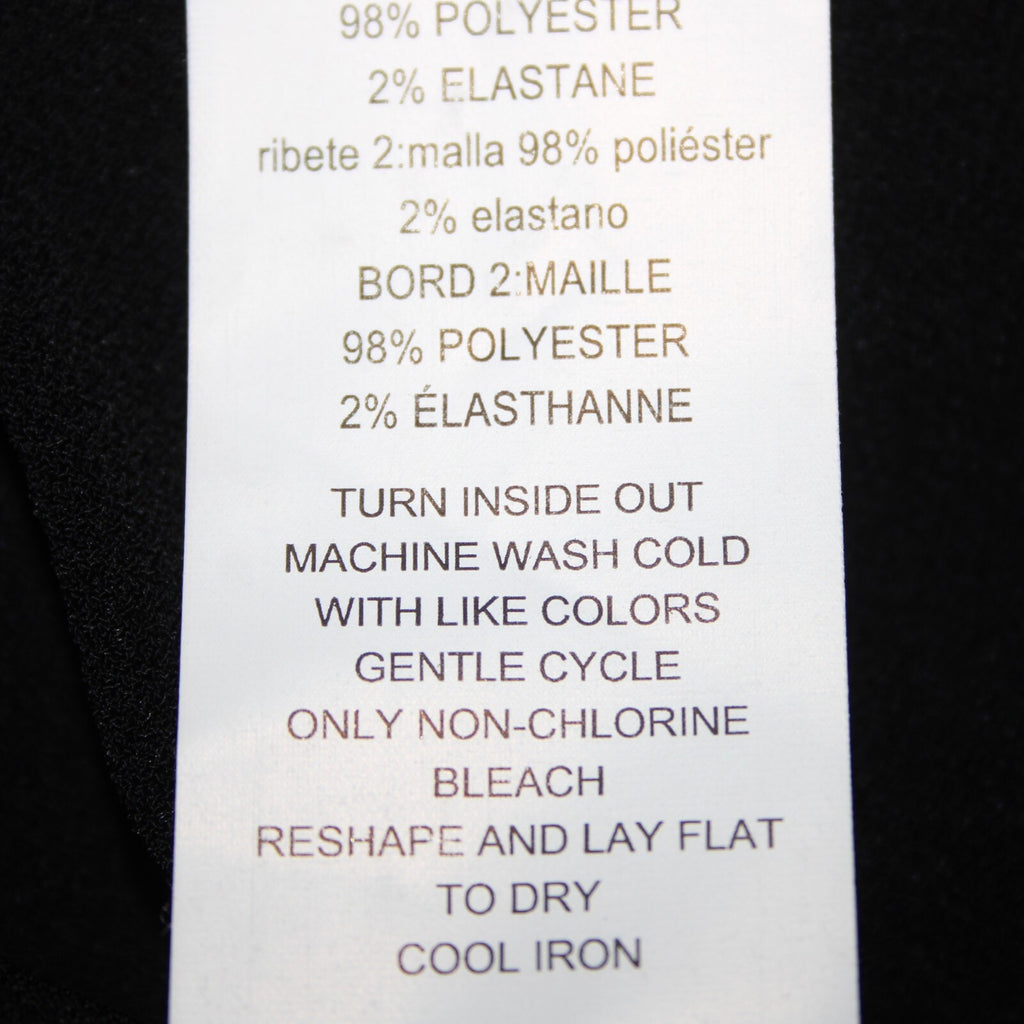 98% POLYESTER
2% ELASTANE
ribete 2:malla 98% poliéster
2% elastano
BORD 2:MAILLE
98% POLYESTER
2% ÉLASTHANNE
TURN INSIDE OUT
MACHINE WASH COLD
WITH LIKE COLORS
GENTLE CYCLE
ONLY NON-CHLORINE
BLEACH
RESHAPE AND LAY FLAT
TO DRY
COOL IRON